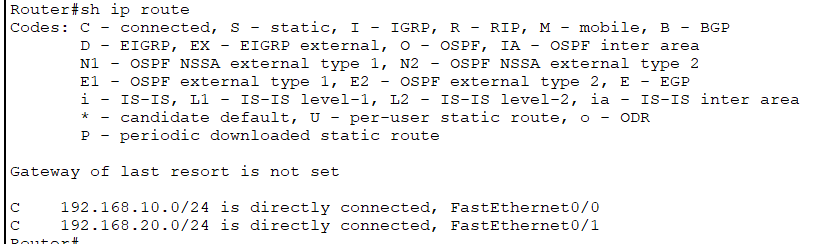 Router#sh ip route
Codes: C - connected, S - static, I - IGRP, R - RIP, M - mobile, B - BGP
       D - EIGRP, EX - EIGRP external, O - OSPF, IA - OSPF inter area
       N1 - OSPF NSSA external type 1, N2 - OSPF NSSA external type 2
       E1 - OSPF external type 1, E2 - OSPF external type 2, E - EGP
       i - IS-IS, L1 - IS-IS level-1, L2 - IS-IS level-2, ia - IS-IS inter area
       * - candidate default, U - per-user static route, o - ODR
       P - periodic downloaded static route
Gateway of last resort is not set
C    192.168.10.0/24 is directly connected, FastEthernet0/0
C    192.168.20.0/24 is directly connected, FastEthernet0/1
Router#